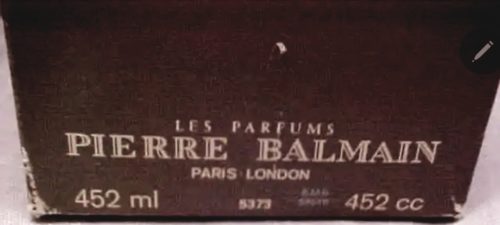 LES PARFUMS
PIERRE BALMAIN
PARIS·LONDON
452 ml 5373 452 cc